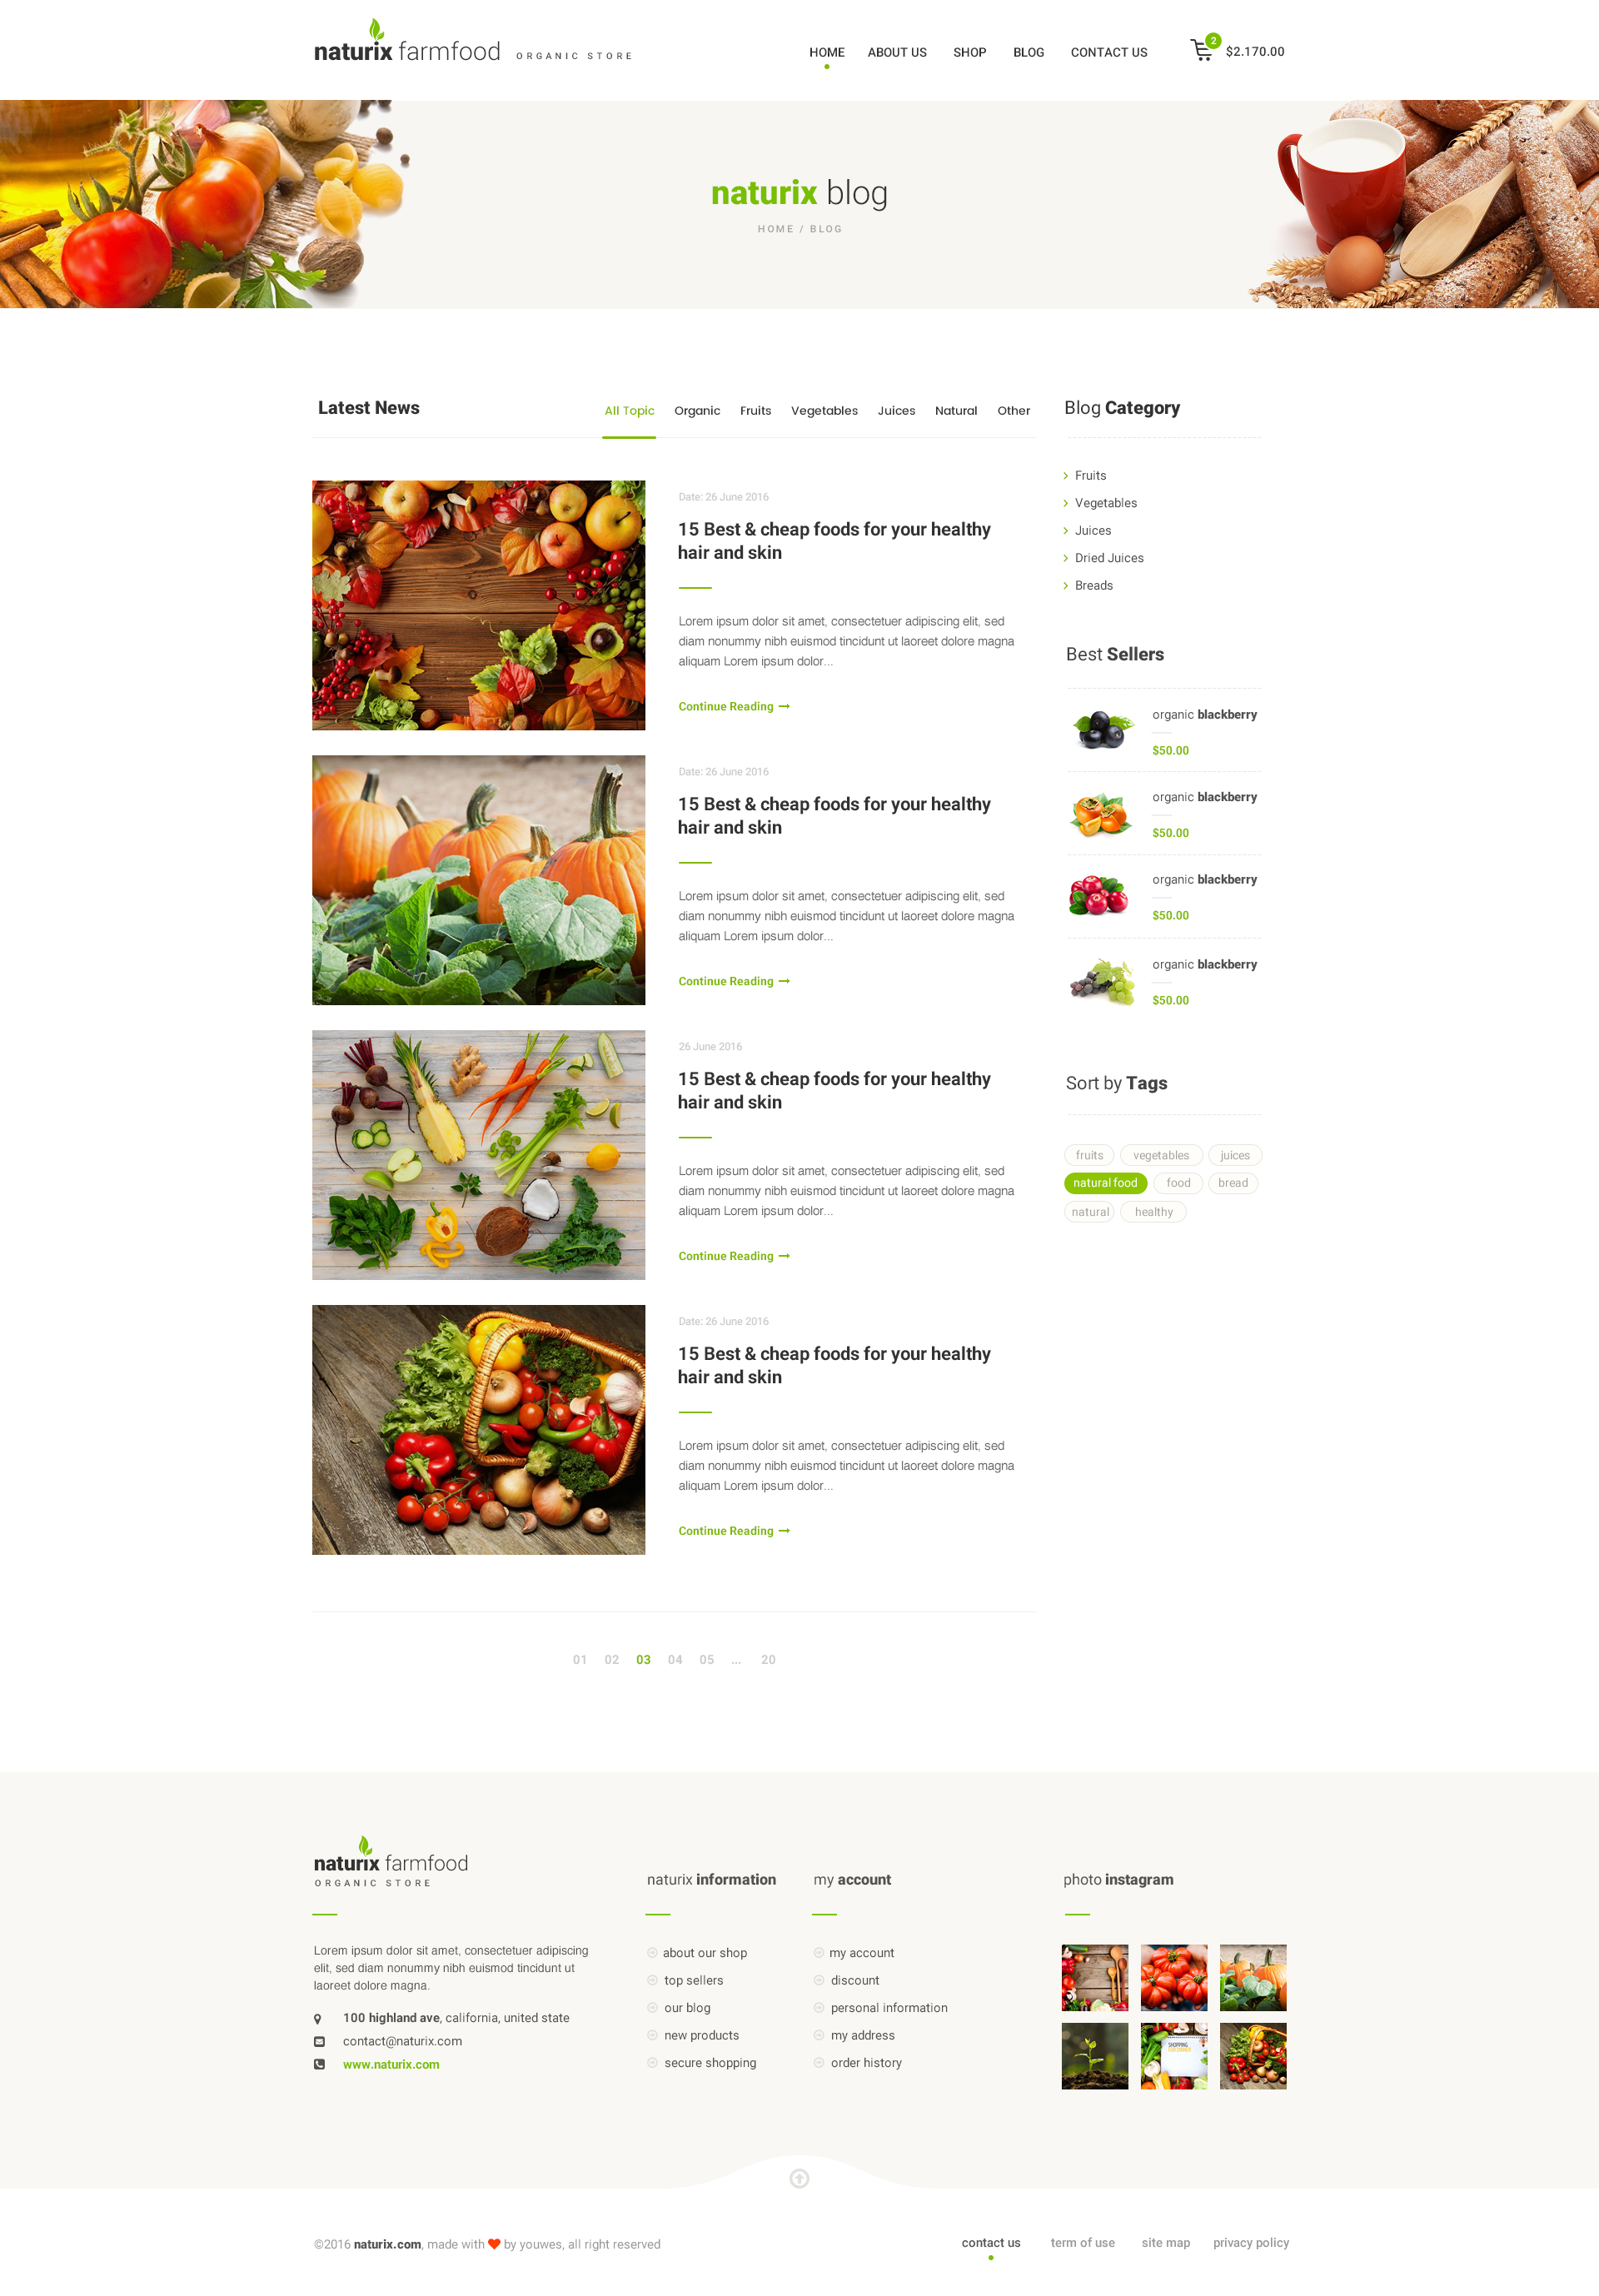 naturix farmfood ORGANIC STORE
HOME ABOUT US SHOP BLOG CONTACT US 2 $2.170.00
naturix blog
HOME / BLOG
Latest News
All Topic Organic Fruits Vegetables Juices Natural Other
Date: 26 June 2016
15 Best & cheap foods for your healthy
hair and skin
Lorem ipsum dolor sit amet, consectetuer adipiscing elit, sed
diam nonummy nibh euismod tincidunt ut laoreet dolore magna
aliquam Lorem ipsum dolor...
Continue Reading
Date: 26 June 2016
15 Best & cheap foods for your healthy
hair and skin
Lorem ipsum dolor sit amet, consectetuer adipiscing elit, sed
diam nonummy nibh euismod tincidunt ut laoreet dolore magna
aliquam Lorem ipsum dolor...
Continue Reading
26 June 2016
15 Best & cheap foods for your healthy
hair and skin
Lorem ipsum dolor sit amet, consectetuer adipiscing elit, sed
diam nonummy nibh euismod tincidunt ut laoreet dolore magna
aliquam Lorem ipsum dolor...
Continue Reading
Date: 26 June 2016
15 Best & cheap foods for your healthy
hair and skin
Lorem ipsum dolor sit amet, consectetuer adipiscing elit, sed
diam nonummy nibh euismod tincidunt ut laoreet dolore magna
aliquam Lorem ipsum dolor...
Continue Reading
01 02 03 04 05 ... 20
Blog Category
Fruits
Vegetables
Juices
Dried Juices
Breads
Best Sellers
organic blackberry
$50.00
organic blackberry
$50.00
organic blackberry
$50.00
organic blackberry
$50.00
Sort by Tags
fruits vegetables juices
natural food food bread
natural healthy
naturix farmfood
ORGANIC STORE
Lorem ipsum dolor sit amet, consectetuer adipiscing
elit, sed diam nonummy nibh euismod tincidunt ut
laoreet dolore magna.
100 highland ave, california, united state
contact@naturix.com
www.naturix.com
naturix information
about our shop
top sellers
our blog
new products
secure shopping
my account
my account
discount
personal information
my address
order history
photo instagram
SHOPPING
©2016 naturix.com, made with by youwes, all right reserved
contact us term of use site map privacy policy